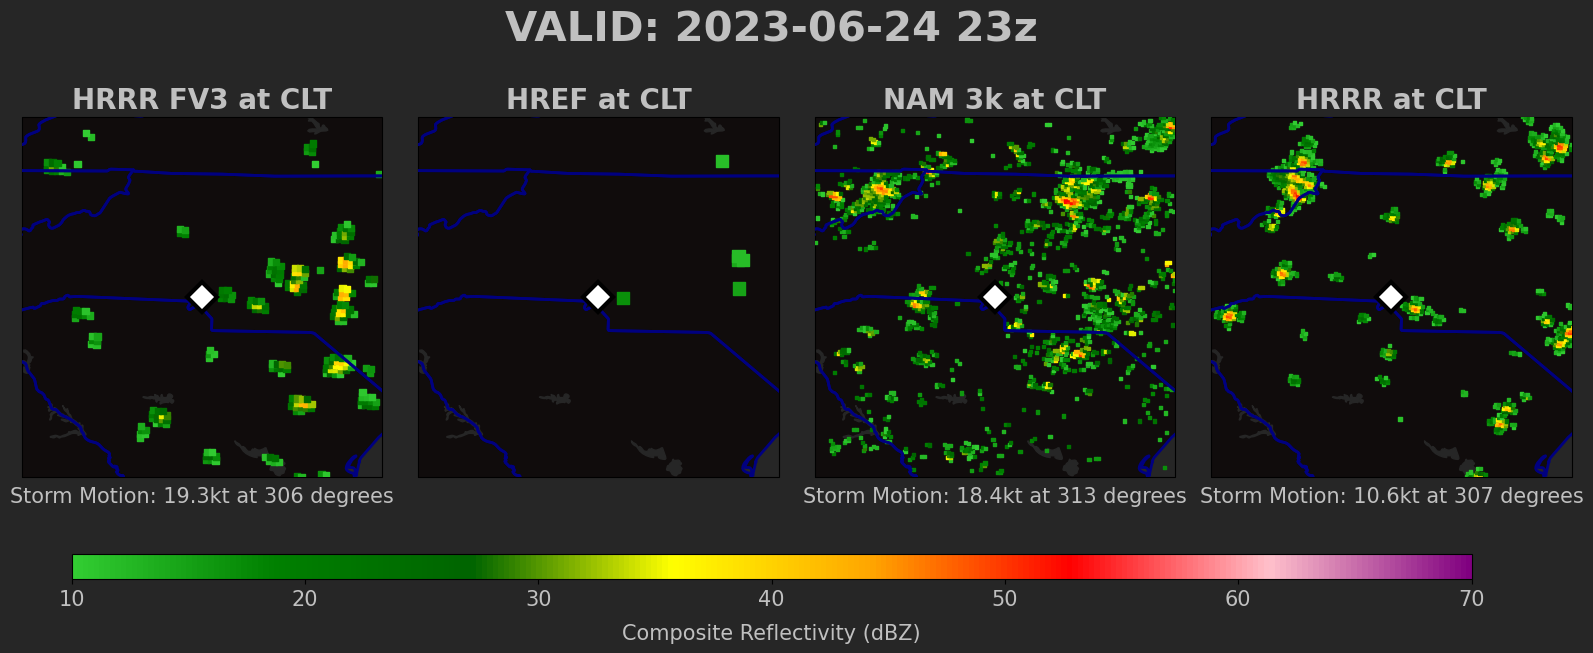 VALID: 2023-06-24 23z
HRRR FV3 at CLT
HREF at CLT
NAM 3k at CLT
HRRR at CLT
Storm Motion: 19.3kt at 306 degrees
Storm Motion: 18.4kt at 313 degrees
Storm Motion: 10.6kt at 307 degrees
10 20 30 40 50 60 70
Composite Reflectivity (dBZ)